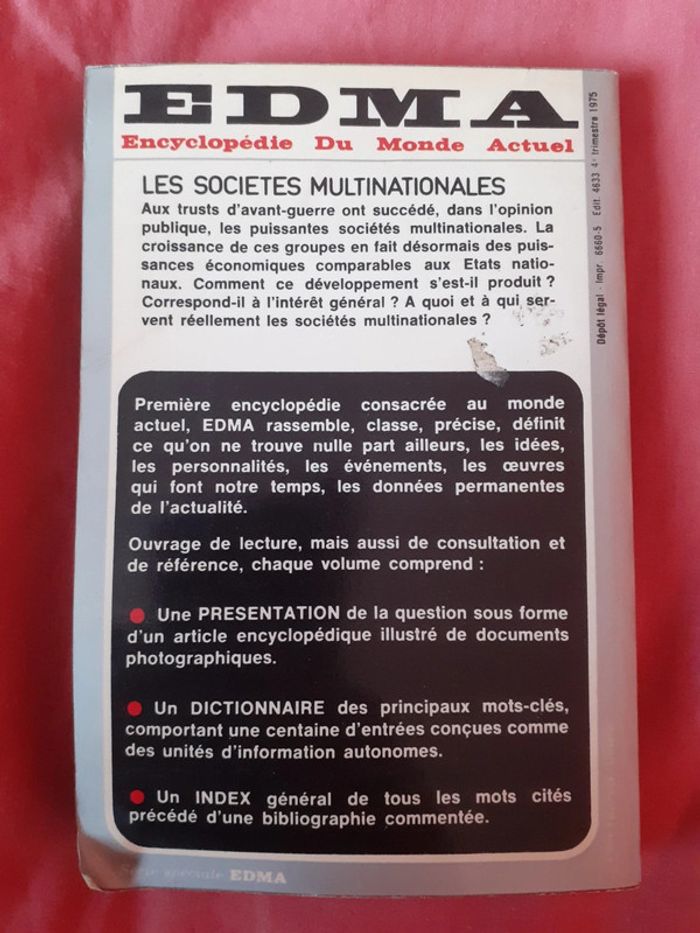 EDMA
Encyclopédie Du Monde Actuel
LES SOCIETES MULTINATIONALES
Aux trusts d'avant-guerre ont succédé, dans l'opinion
publique, les puissantes sociétés multinationales. La
croissance de ces groupes en fait désormais des puis-
sances économiques comparables aux Etats natio-
naux. Comment ce développement s'est-il produit ?
Correspond-il à l'intérêt général ? A quoi et à qui ser-
vent réellement les sociétés multinationales ?
Première encyclopédie consacrée au monde
actuel, EDMA rassemble, classe, précise, définit
ce qu'on ne trouve nulle part ailleurs, les idées,
les personnalités, les événements, les œuvres
qui font notre temps, les données permanentes
de l'actualité.
Ouvrage de lecture, mais aussi de consultation et
de référence, chaque volume comprend :
● Une PRESENTATION de la question sous forme
d'un article encyclopédique illustré de documents
photographiques.
● Un DICTIONNAIRE des principaux mots-clés,
comportant une centaine d'entrées conçues comme
des unités d'information autonomes.
● Un INDEX général de tous les mots cités
précédé d'une bibliographie commentée.
série spéciale EDMA
Dépôt légal - Impr. 6660-5 Edit. 4633 4e trimestre 1975